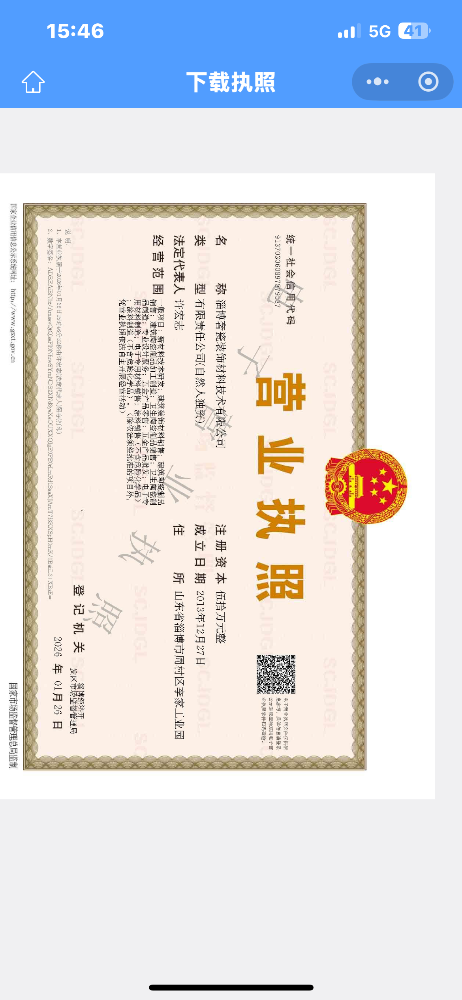 15:46
5G 41
下载执照
统一社会信用代码
913703060897879537
营业执照
电子营业执照文件仅供信
息参考，具体信息请登录
公示系统查验或用电子营
业执照软件扫码查验。
名称 淄博奢瓷装饰材料技术有限公司
注册资本 伍拾万元整
类型 有限责任公司(自然人独资)
成立日期 2013年12月27日
法定代表人 许宏志
住所 山东省淄博市周村区李家工业园
经营范围 一般项目：新材料技术研发；建筑装饰材料销售；建筑陶瓷制品
销售；建筑陶瓷制品加工制造；卫生陶瓷制品销售；卫生陶瓷制
品制造；专业设计服务；五金产品零售；五金产品批发；电子专
用材料制造；电子专用材料销售；涂料销售（不含危险化学品）
；涂料制造（不含危险化学品）。（除依法须经批准的项目外，
凭营业执照依法自主开展经营活动）
电子营业执照
登记机关
淄博经济开
发区市场监督管理局
2026 年 01 月 26 日
说明：
1、本营业执照于2026年01月26日15时46分32秒由许宏志(法定代表人)留存(打印)
2、数字签名：
国家企业信用信息公示系统网址： http://www.gsxt.gov.cn
国家市场监督管理总局监制
SCJDGL